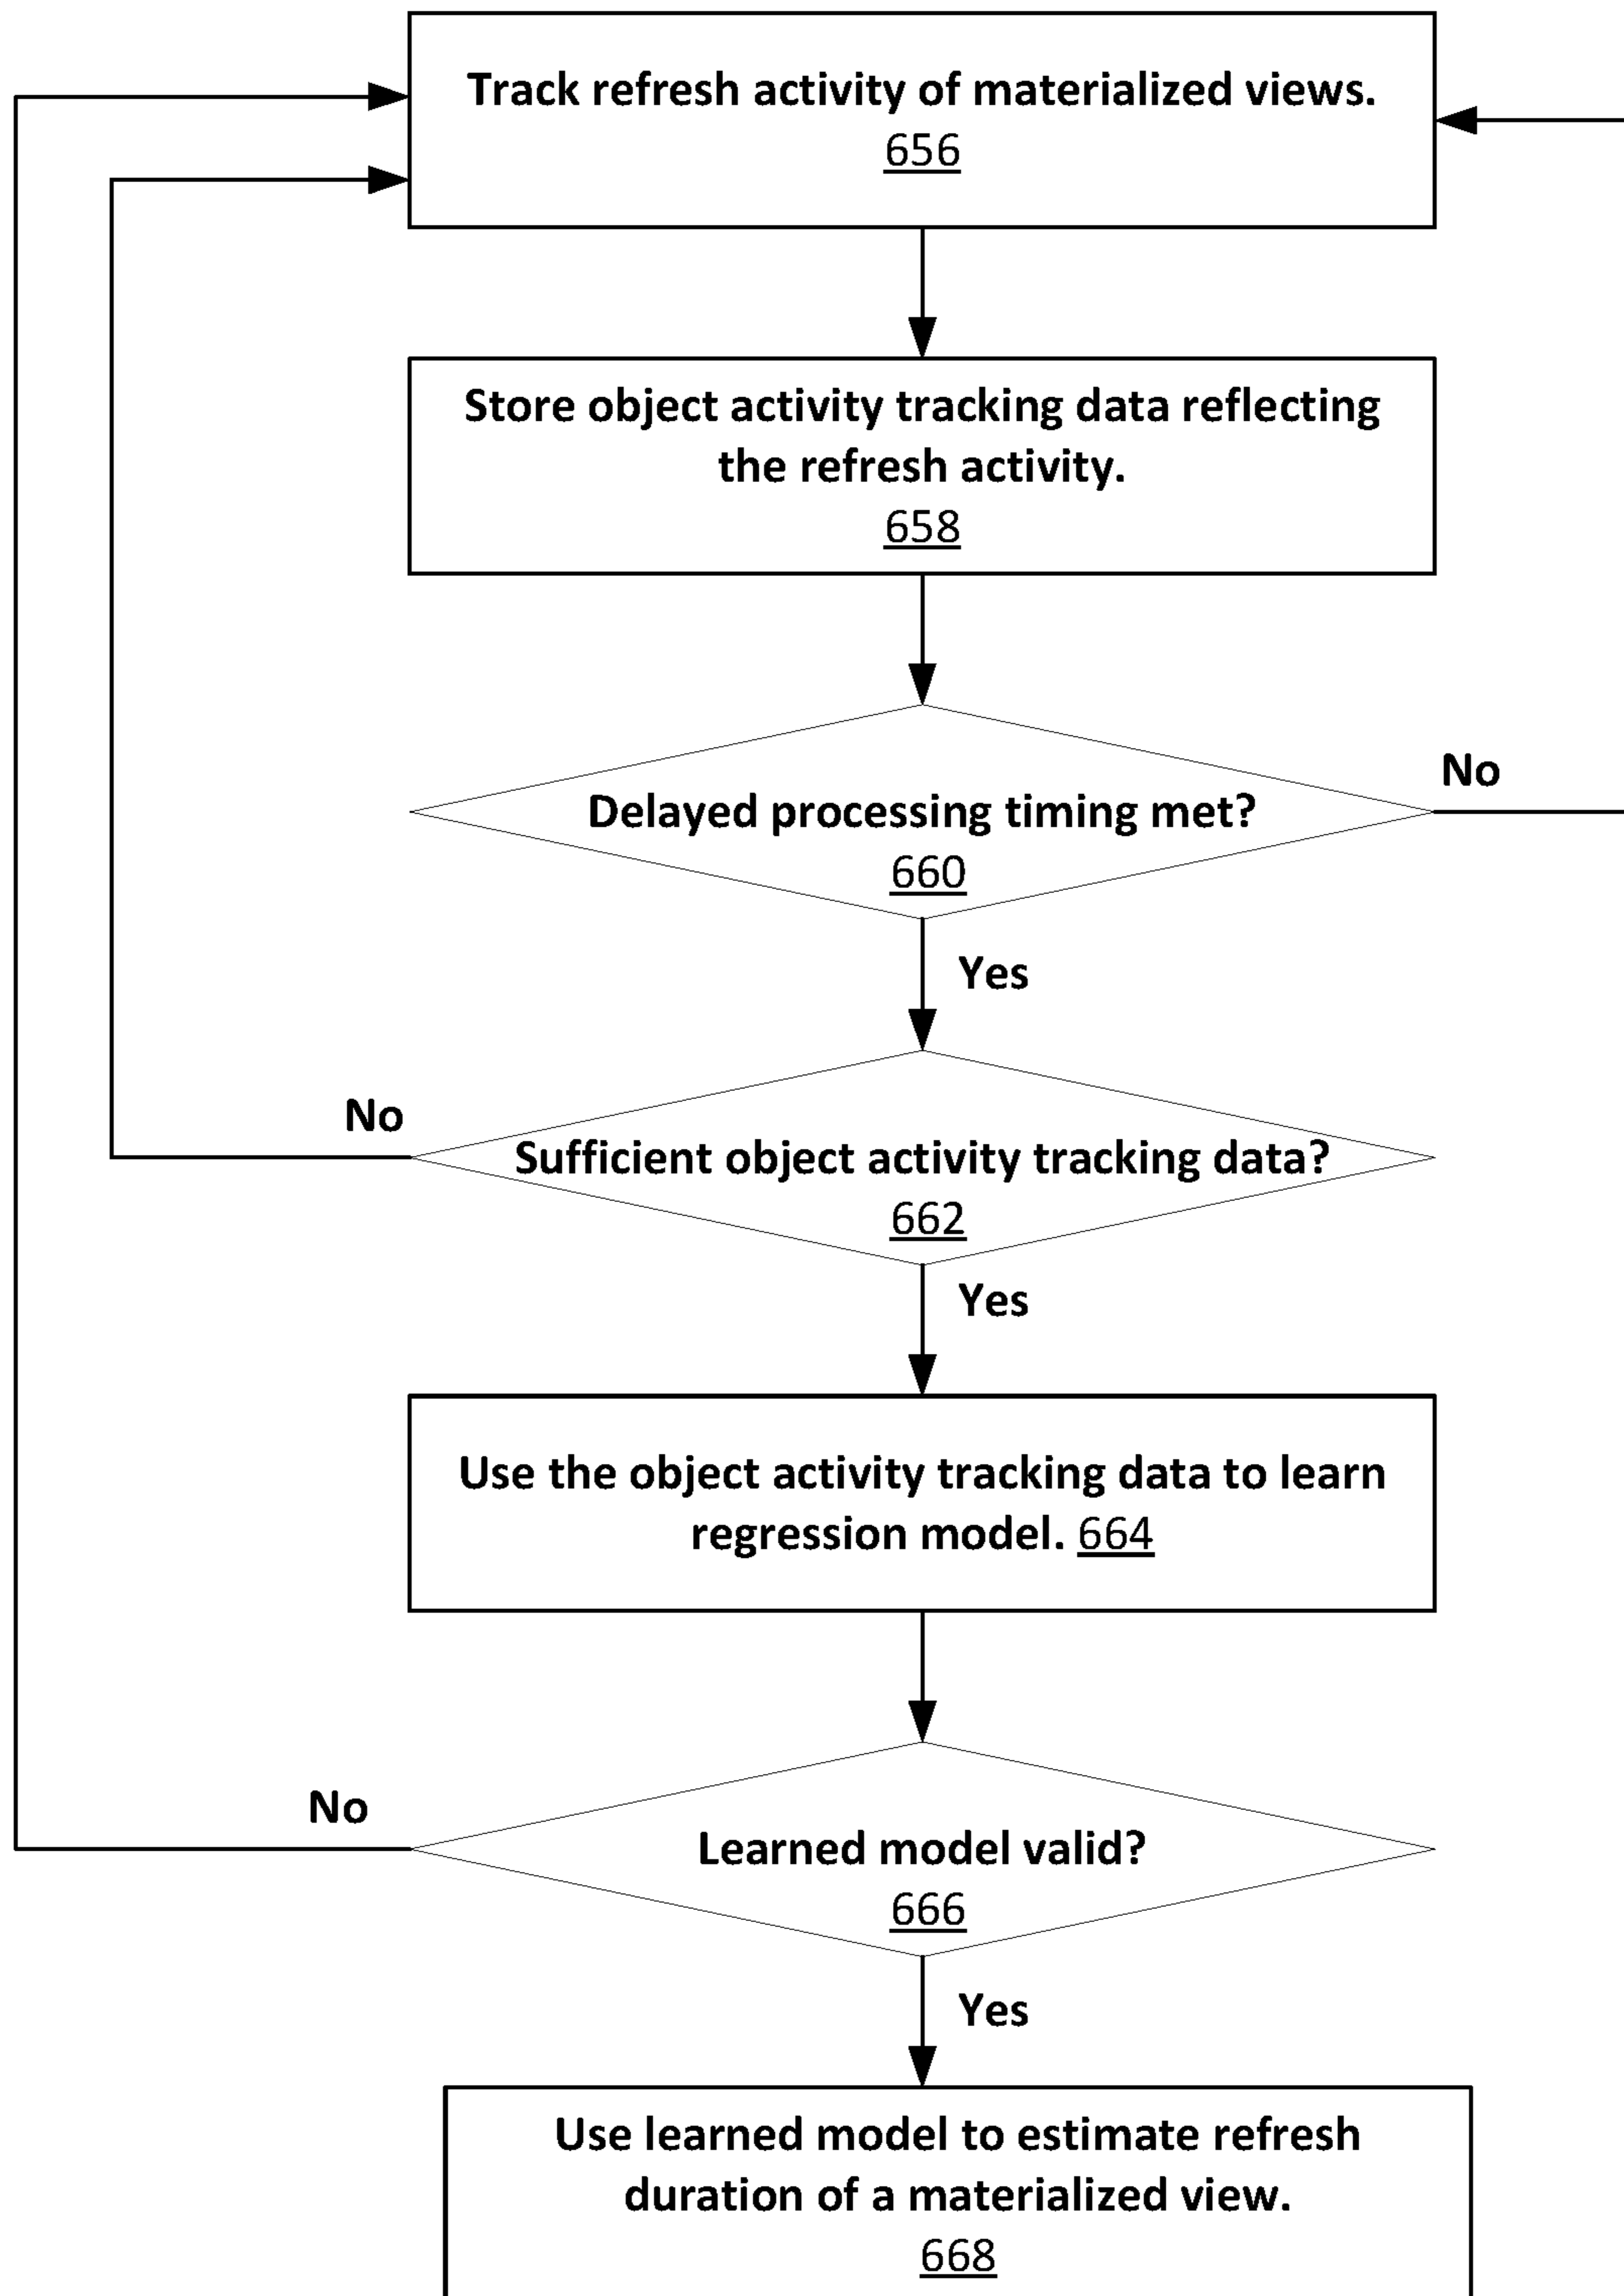 Track refresh activity of materialized views.
656
Store object activity tracking data reflecting
the refresh activity.
658
No
Delayed processing timing met?
660
Yes
No
Sufficient object activity tracking data?
662
Yes
Use the object activity tracking data to learn
regression model. 664
No
Learned model valid?
666
Yes
Use learned model to estimate refresh
duration of a materialized view.
668